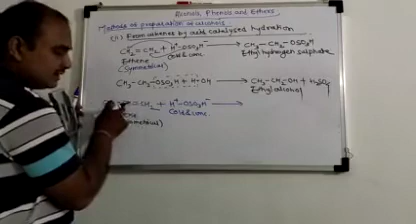 Alcohols, Phenols and Ethers
Methods of preparation of alcohols
(ii) From alkenes by acid catalysed hydration
CH₂ = CH₂ + H⁺-OSO₃H⁻ ⟶ CH₃-CH₂-OSO₃H
Ethene Cold & conc. Ethyl hydrogen sulphate
(Symmetrical)
CH₃-CH₂-OSO₃H + H-OH ⟶ CH₃-CH₂-OH + H₂SO₄
Ethyl alcohol
= CH₂ + H⁺-OSO₃H⁻ ⟶
Cold & conc.